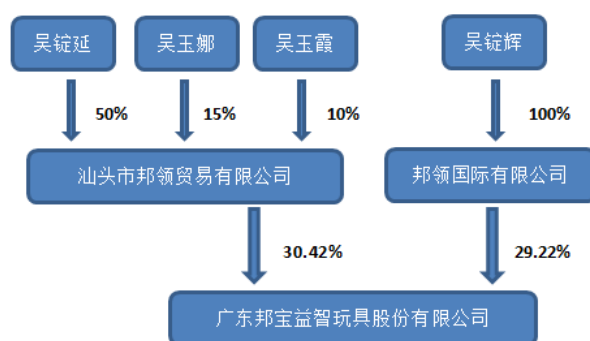 吴锭延
吴玉娜
吴玉霞
吴锭辉
50%
15%
10%
100%
汕头市邦领贸易有限公司
邦领国际有限公司
30.42%
29.22%
广东邦宝益智玩具股份有限公司